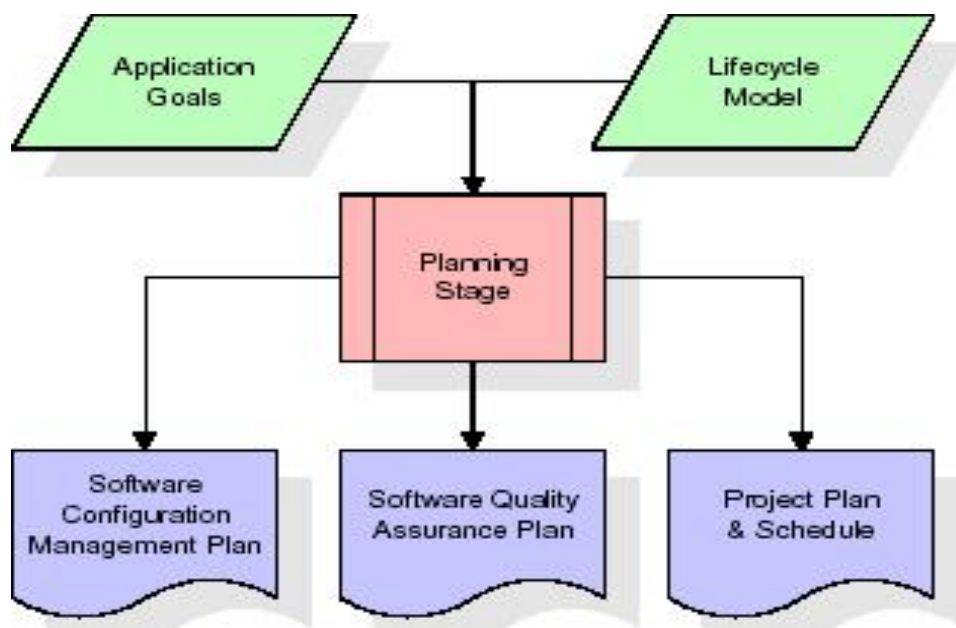 Application
Goals
Lifecycle
Model
Planning
Stage
Software
Configuration
Management Plan
Software Quality
Assurance Plan
Project Plan
& Schedule